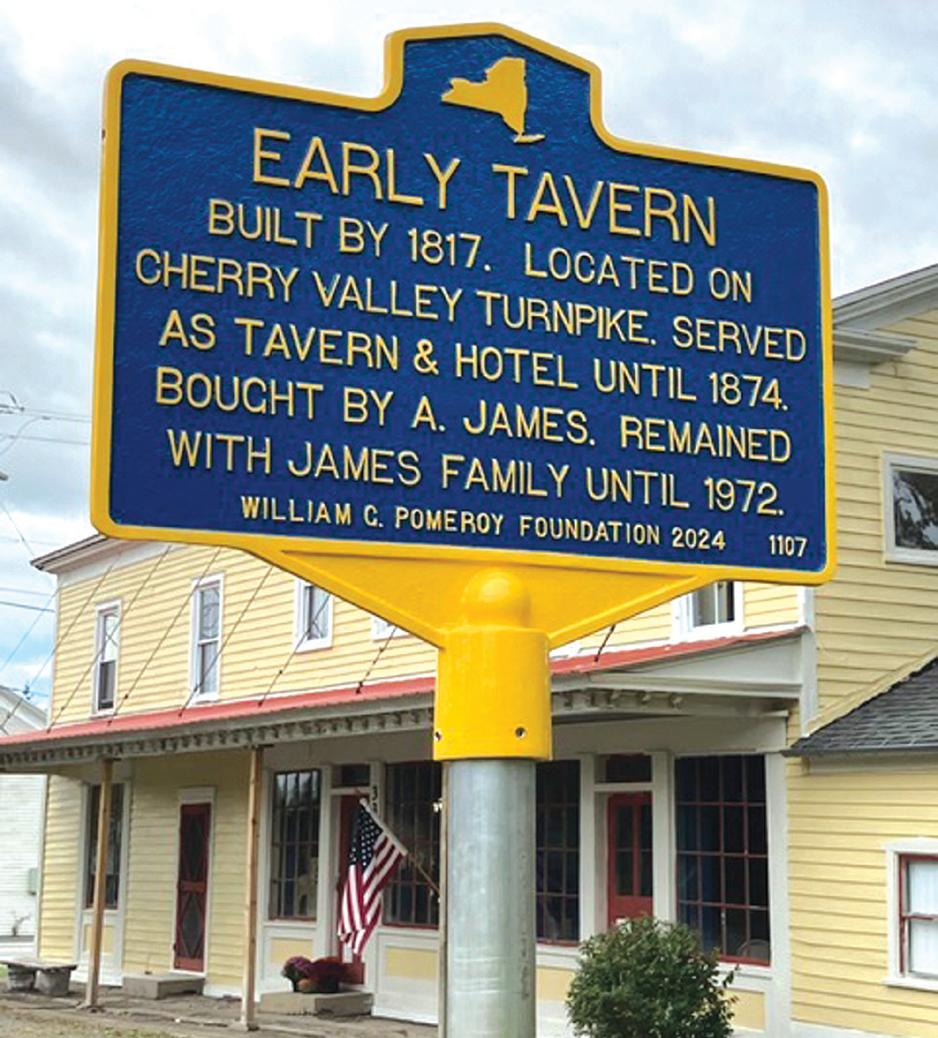 EARLY TAVERN
BUILT BY 1817. LOCATED ON
CHERRY VALLEY TURNPIKE. SERVED
AS TAVERN & HOTEL UNTIL 1874.
BOUGHT BY A. JAMES. REMAINED
WITH JAMES FAMILY UNTIL 1972.
WILLIAM G. POMEROY FOUNDATION 2024 1107